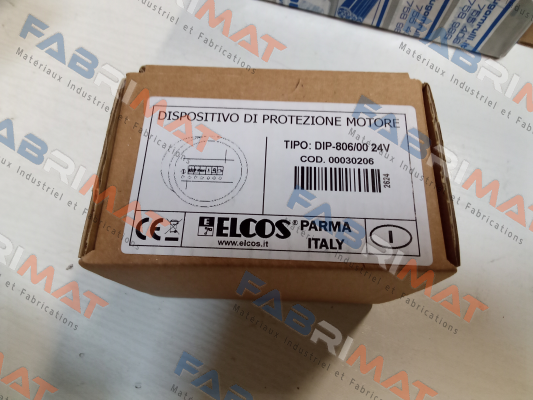 DISPOSITIVO DI PROTEZIONE MOTORE
TIPO: DIP-806/00 24V
COD. 00030206
2624
CE
ELCOS® PARMA
www.elcos.it
ITALY
I
FABRIMAT
Materiaux Industriel et Fabrications